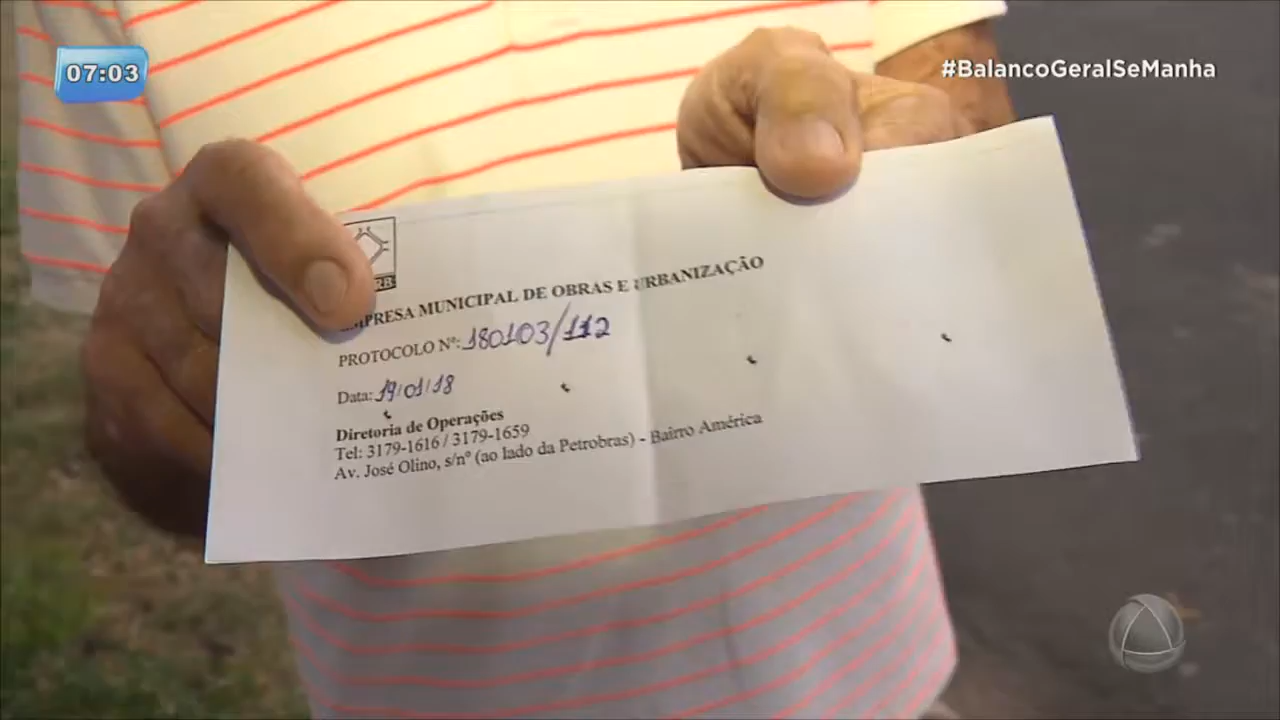 07:03
#BalancoGeralSeManha
EMPRESA MUNICIPAL DE OBRAS E URBANIZAÇÃO
PROTOCOLO Nº: 180103/112
Data: 19/01/18
Diretoria de Operações
Tel: 3179-1616 / 3179-1659
Av. José Olino, s/nº (ao lado da Petrobras) - Bairro América